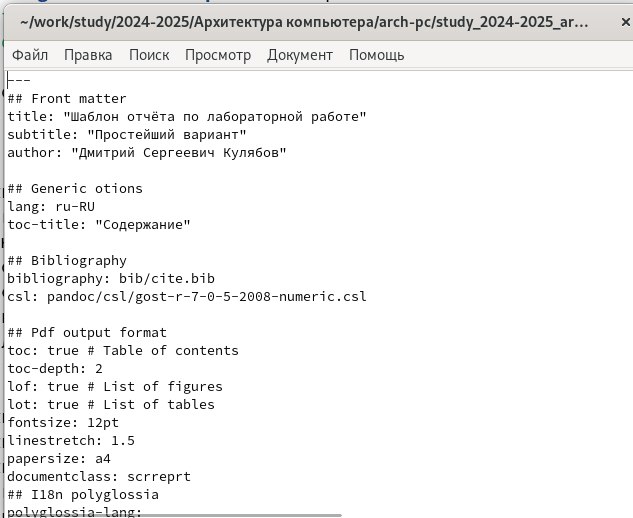 ~/work/study/2024-2025/Архитектура компьютера/arch-pc/study_2024-2025_ar...
Файл Правка Поиск Просмотр Документ Помощь
---
## Front matter
title: "Шаблон отчёта по лабораторной работе"
subtitle: "Простейший вариант"
author: "Дмитрий Сергеевич Кулябов"
## Generic otions
lang: ru-RU
toc-title: "Содержание"
## Bibliography
bibliography: bib/cite.bib
csl: pandoc/csl/gost-r-7-0-5-2008-numeric.csl
## Pdf output format
toc: true # Table of contents
toc-depth: 2
lof: true # List of figures
lot: true # List of tables
fontsize: 12pt
linestretch: 1.5
papersize: a4
documentclass: scrreprt
## I18n polyglossia
polyglossia-lang: